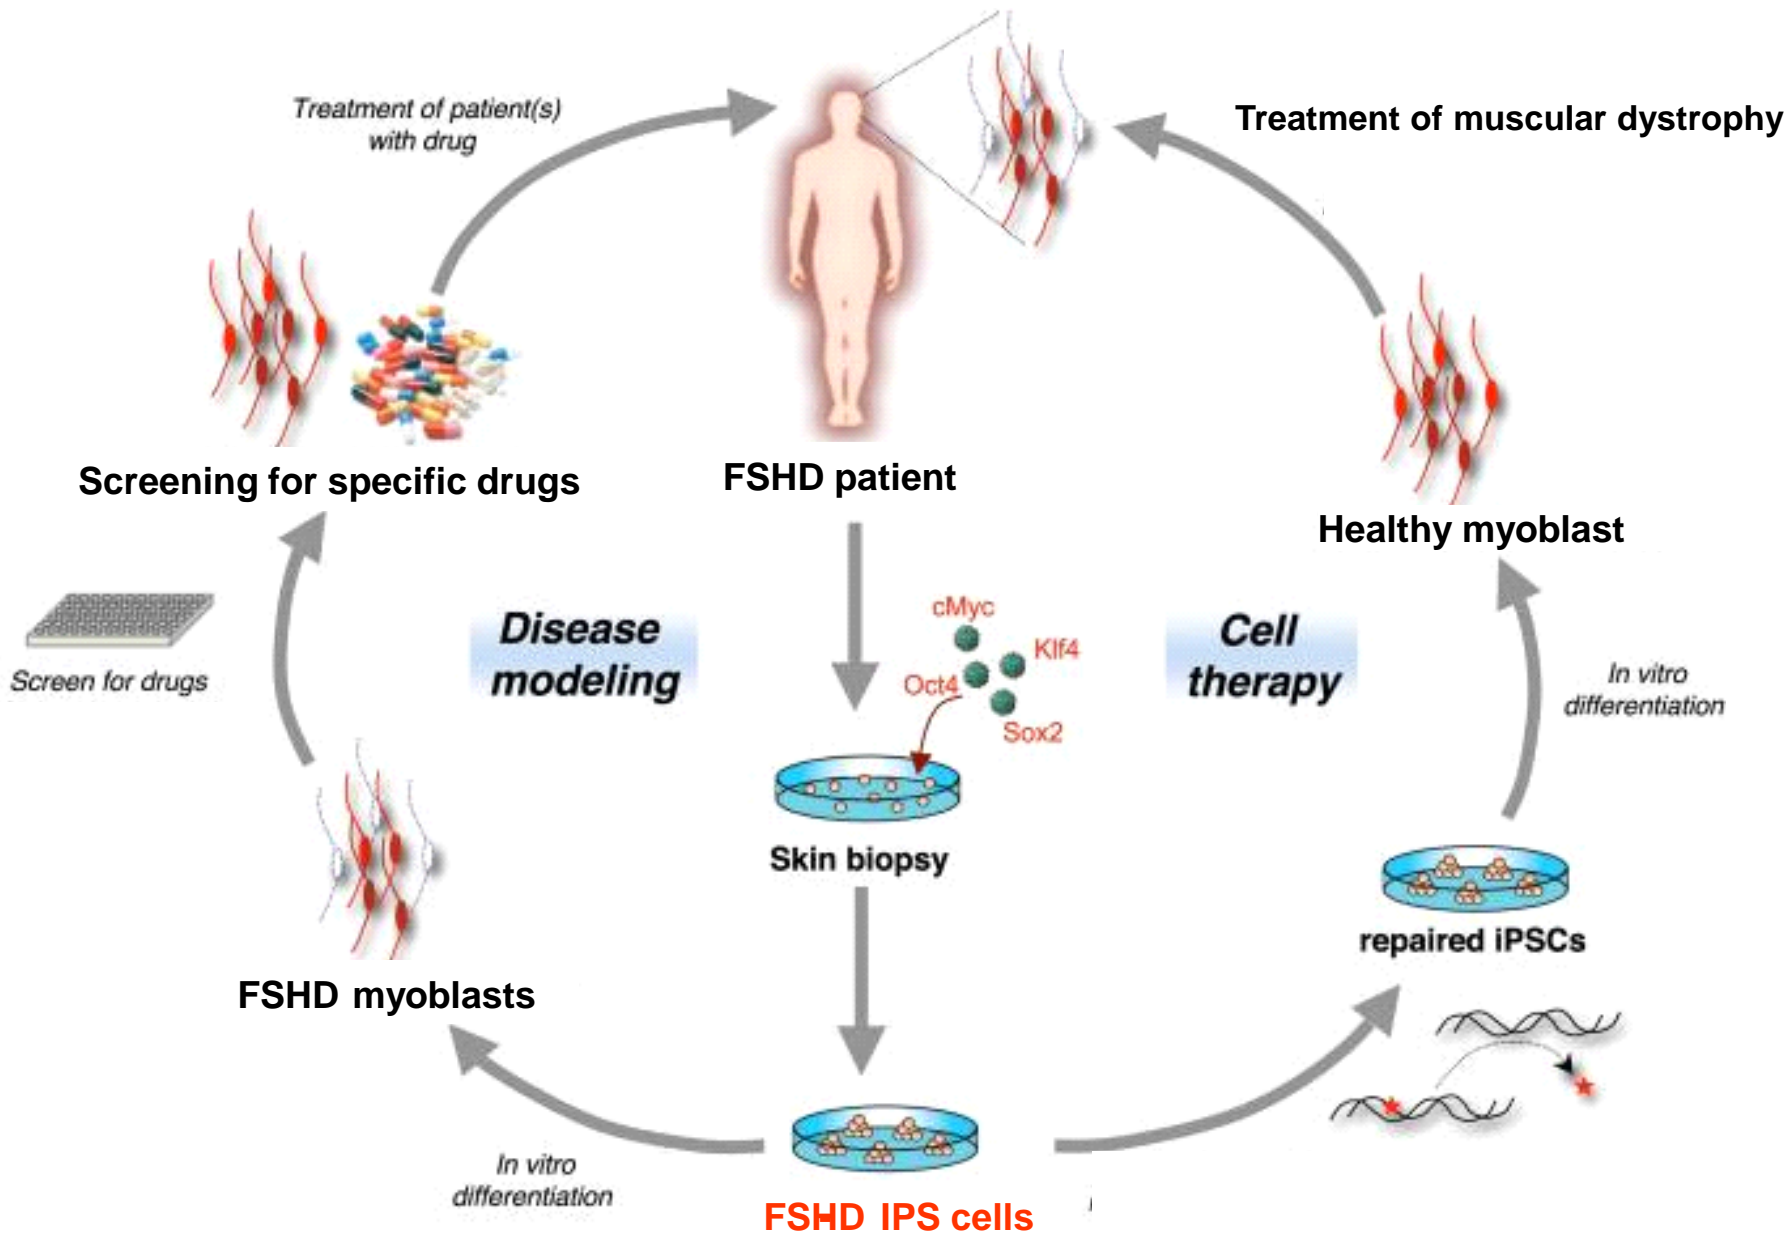 Treatment of patient(s)
with drug
Treatment of muscular dystrophy
Screening for specific drugs
FSHD patient
Healthy myoblast
Disease
modeling
cMyc
Klf4
Oct4
Sox2
Cell
therapy
Screen for drugs
In vitro
differentiation
Skin biopsy
repaired iPSCs
FSHD myoblasts
In vitro
differentiation
FSHD IPS cells